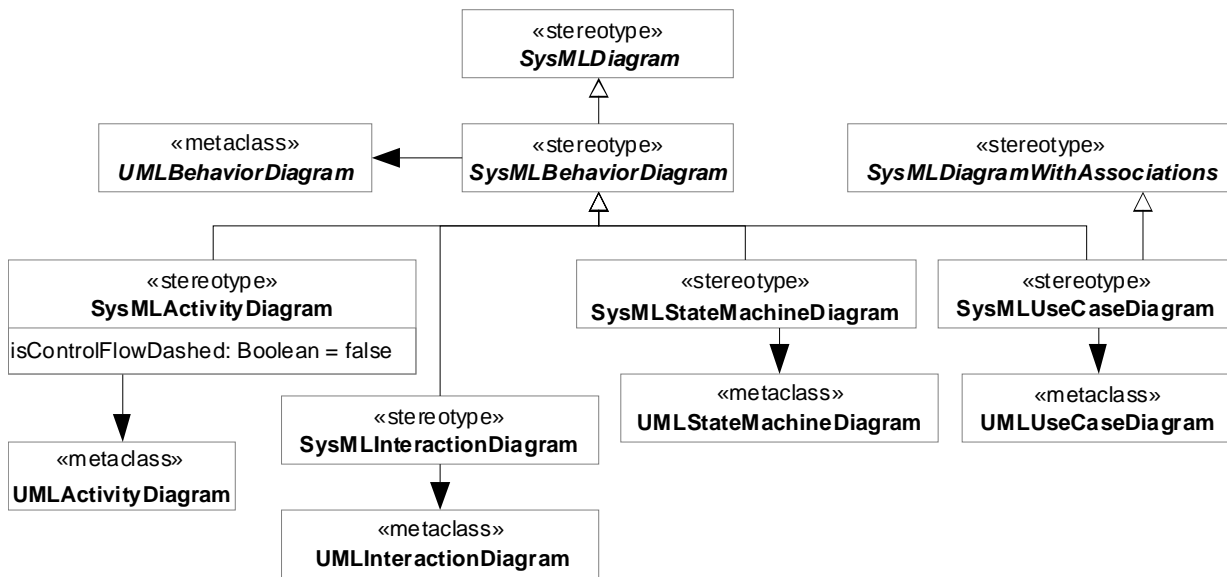 «stereotype»
SysMLDiagram
«metaclass»
UMLBehaviorDiagram
«stereotype»
SysMLBehaviorDiagram
«stereotype»
SysMLDiagramWithAssociations
«stereotype»
SysMLActivityDiagram
isControlFlowDashed: Boolean = false
«stereotype»
SysMLStateMachineDiagram
«stereotype»
SysMLUseCaseDiagram
«metaclass»
UMLStateMachineDiagram
«metaclass»
UMLUseCaseDiagram
«stereotype»
SysMLInteractionDiagram
«metaclass»
UMLActivityDiagram
«metaclass»
UMLInteractionDiagram